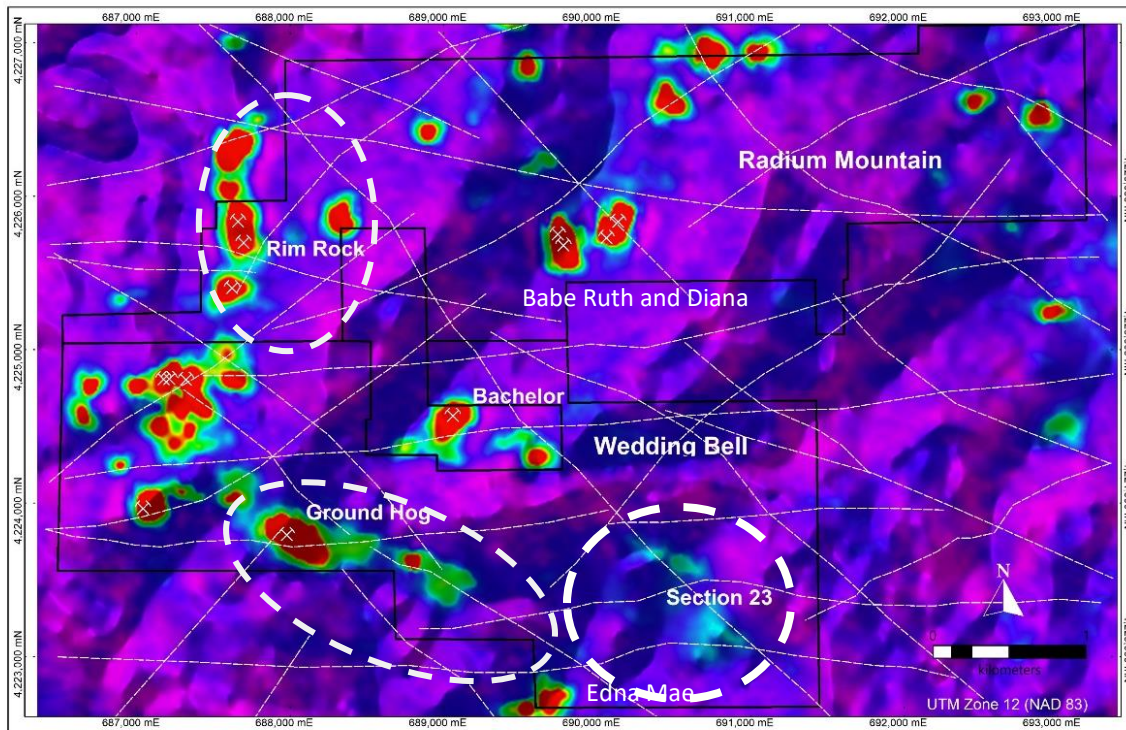 687,000 mE 688,000 mE 689,000 mE 690,000 mE 691,000 mE 692,000 mE 693,000 mE
4,227,000 mN
Radium Mountain
4,226,000 mN
Rim Rock
Babe Ruth and Diana
4,225,000 mN
Bachelor
Wedding Bell
4,224,000 mN
Ground Hog
N
Section 23
0 1
kilometers
4,223,000 mN
Edna Mae
UTM Zone 12 (NAD 83)
687,000 mE 688,000 mE 689,000 mE 690,000 mE 691,000 mE 692,000 mE 693,000 mE